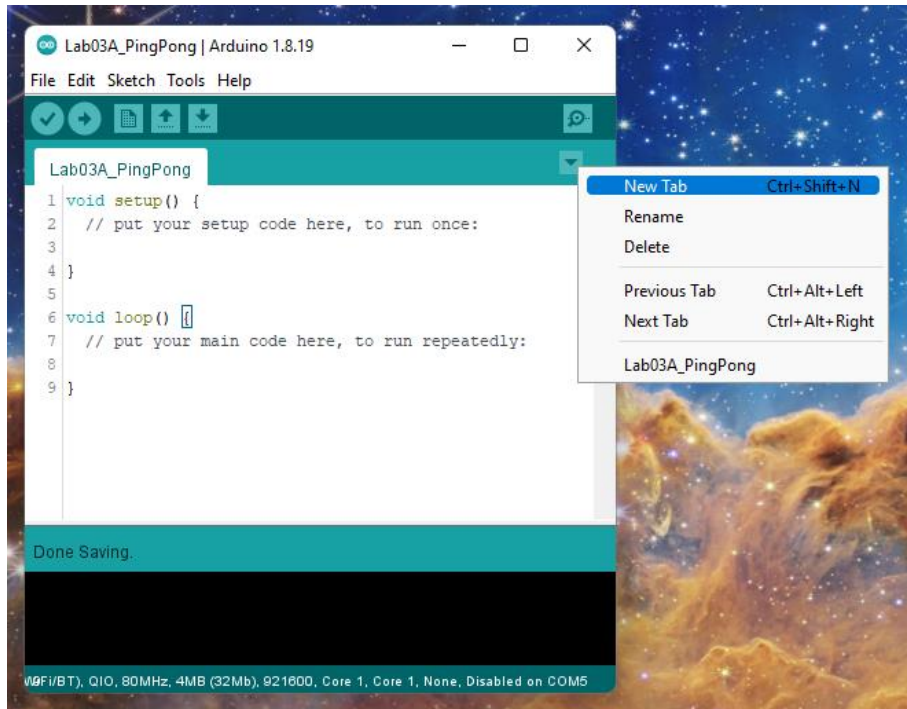 Lab03A_PingPong | Arduino 1.8.19
File Edit Sketch Tools Help
Lab03A_PingPong
1 void setup() {
2 // put your setup code here, to run once:
3
4 }
5
6 void loop() {
7 // put your main code here, to run repeatedly:
8
9 }
New Tab Ctrl+Shift+N
Rename
Delete
Previous Tab Ctrl+Alt+Left
Next Tab Ctrl+Alt+Right
Lab03A_PingPong
Done Saving.
Fi/BT), QIO, 80MHz, 4MB (32Mb), 921600, Core 1, Core 1, None, Disabled on COM5